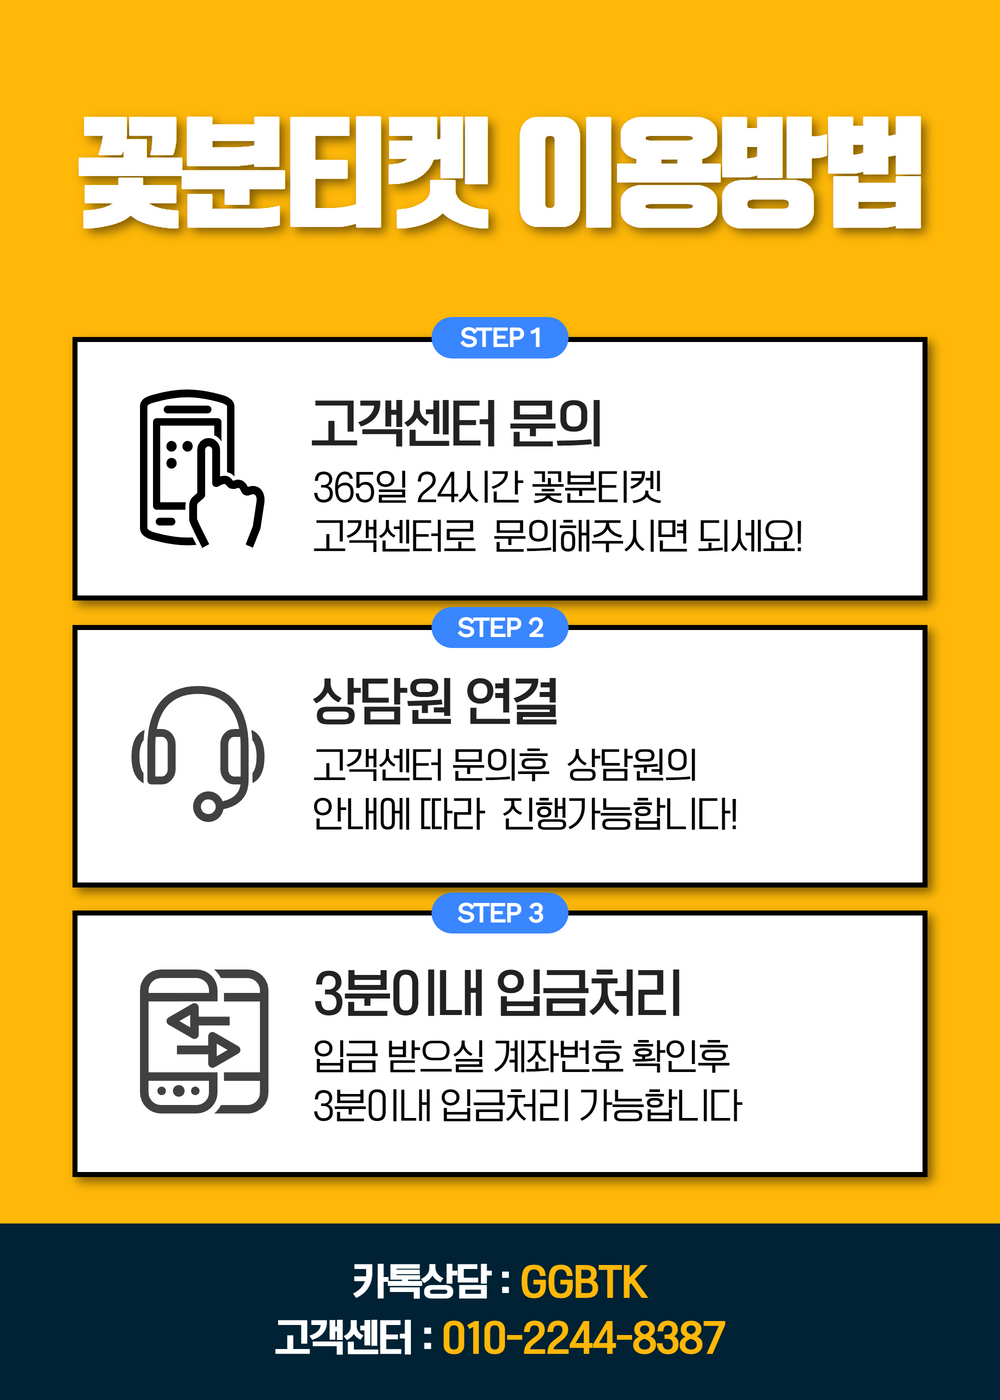 꽃분티켓 이용방법
STEP 1
고객센터 문의
365일 24시간 꽃분티켓
고객센터로 문의해주시면 되세요!
STEP 2
상담원 연결
고객센터 문의후 상담원의
안내에 따라 진행가능합니다!
STEP 3
3분이내 입금처리
입금 받으실 계좌번호 확인후
3분이내 입금처리 가능합니다
카톡상담 : GGBTK
고객센터 : 010-2244-8387